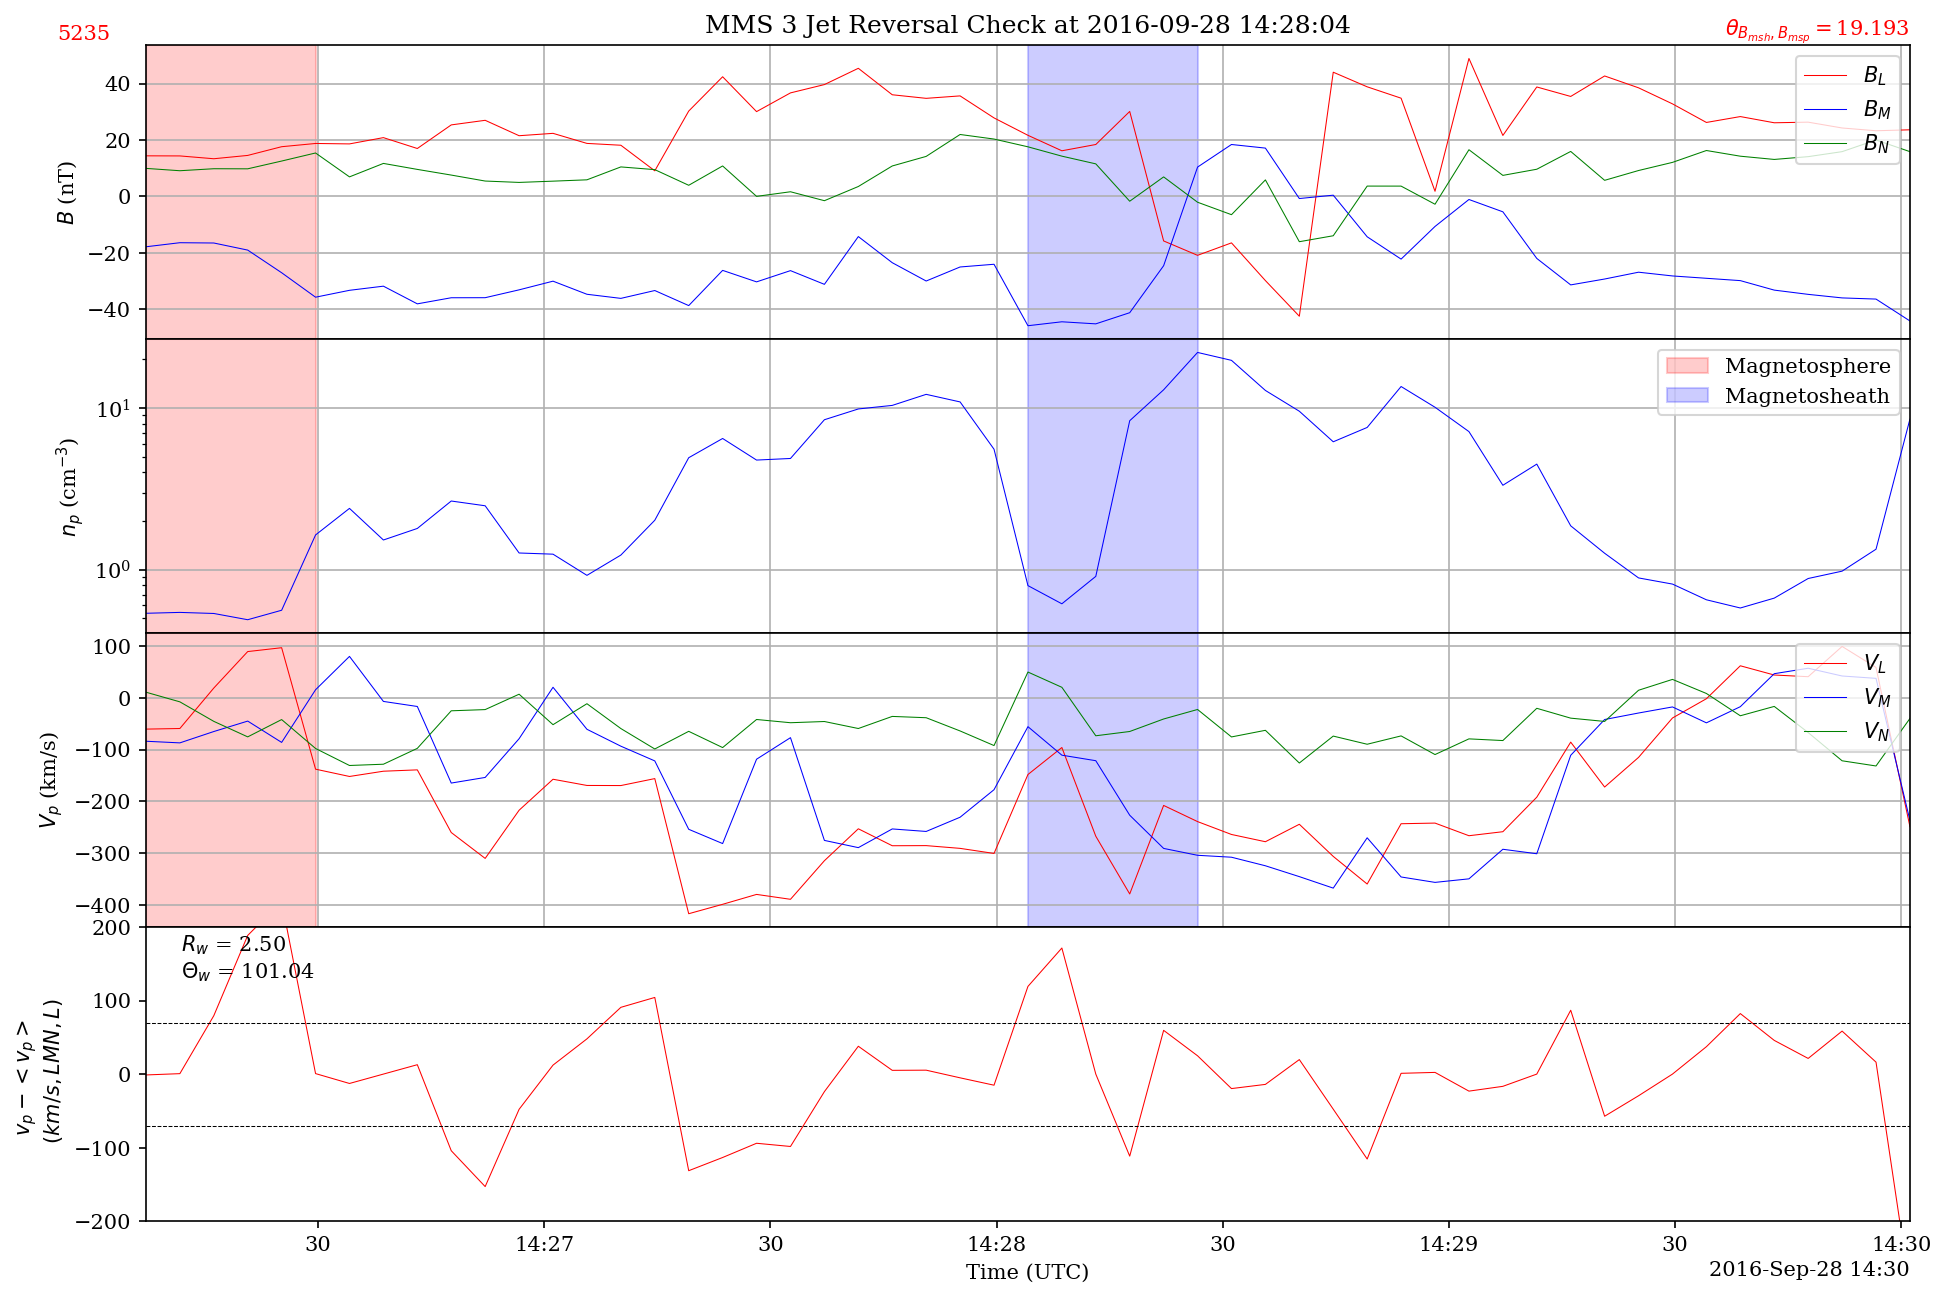 MMS 3 Jet Reversal Check at 2016-09-28 14:28:04
5235
θ_{B_{msh}, B_{msp}} = 19.193
40
20
0
−20
−40
B (nT)
B_L
B_M
B_N
10^1
10^0
n_p (cm^{−3})
Magnetosphere
Magnetosheath
100
0
−100
−200
−300
−400
V_p (km/s)
V_L
V_M
V_N
200
100
0
−100
−200
v_p − < v_p >
(km/s, LMN, L)
R_w = 2.50
Θ_w = 101.04
30 14:27 30 14:28 30 14:29 30 14:30
Time (UTC)
2016-Sep-28 14:30